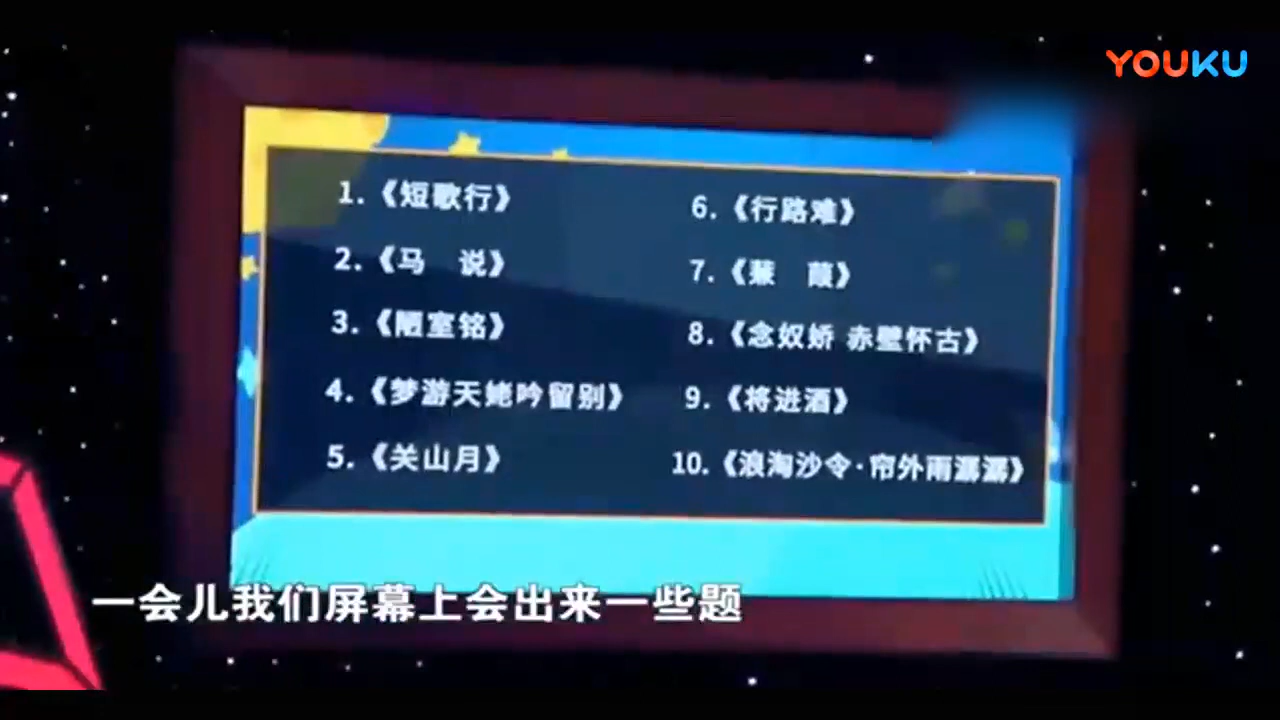 YOUKU
1.《短歌行》
2.《马 说》
3.《陋室铭》
4.《梦游天姥吟留别》
5.《关山月》
6.《行路难》
7.《蒹 葭》
8.《念奴娇 赤壁怀古》
9.《将进酒》
10.《浪淘沙令·帘外雨潺潺》
一会儿我们屏幕上会出来一些题